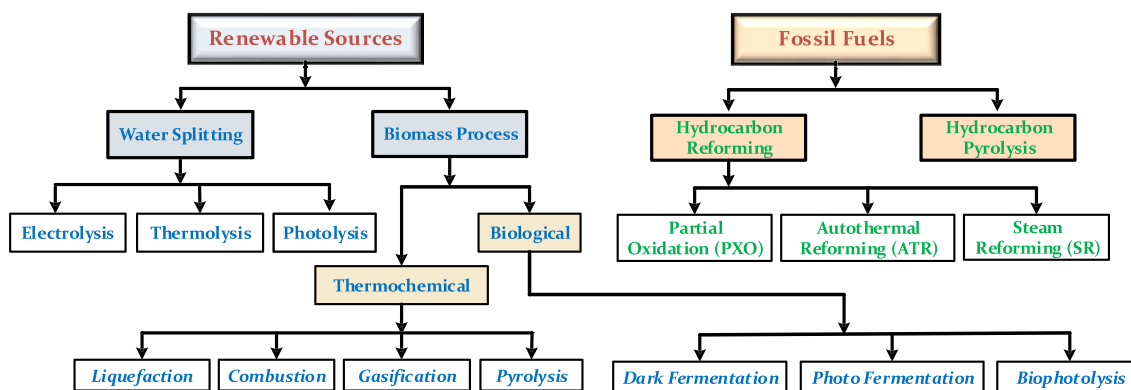 Renewable Sources
Fossil Fuels
Water Splitting
Biomass Process
Hydrocarbon
Reforming
Hydrocarbon
Pyrolysis
Electrolysis
Thermolysis
Photolysis
Biological
Partial
Oxidation (PXO)
Autothermal
Reforming (ATR)
Steam
Reforming (SR)
Thermochemical
Liquefaction
Combustion
Gasification
Pyrolysis
Dark Fermentation
Photo Fermentation
Biophotolysis